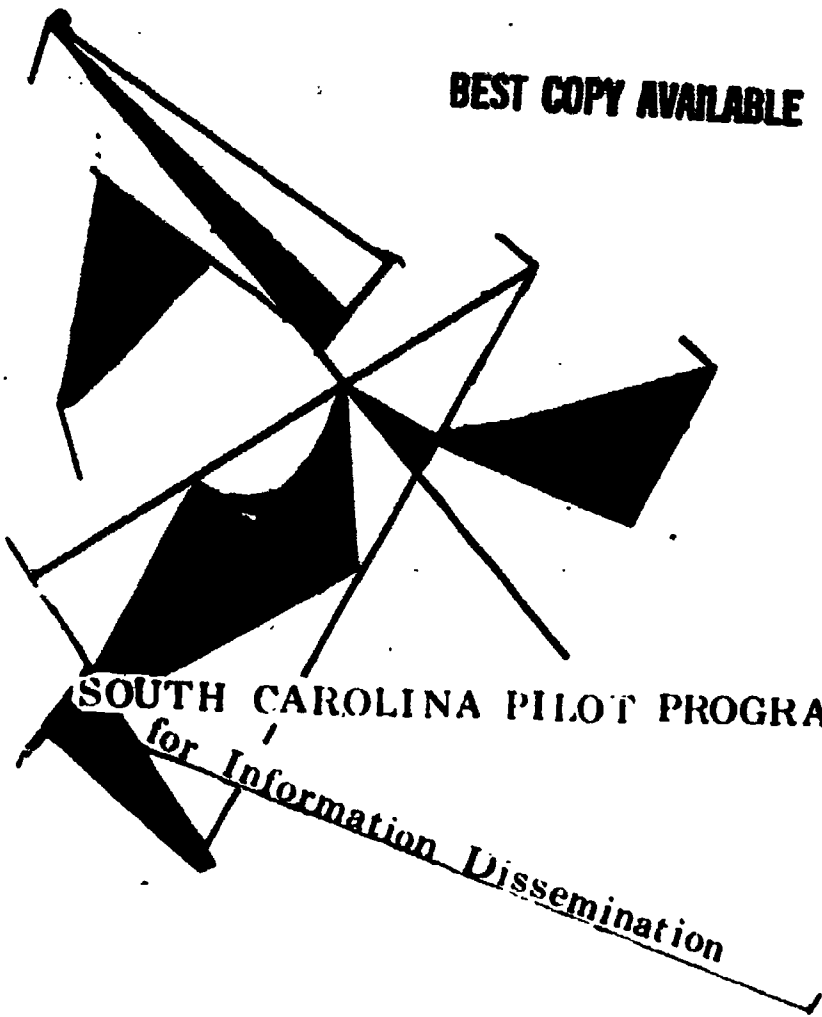 BEST COPY AVAILABLE
SOUTH CAROLINA PILOT PROGRA
for Information Dissemination